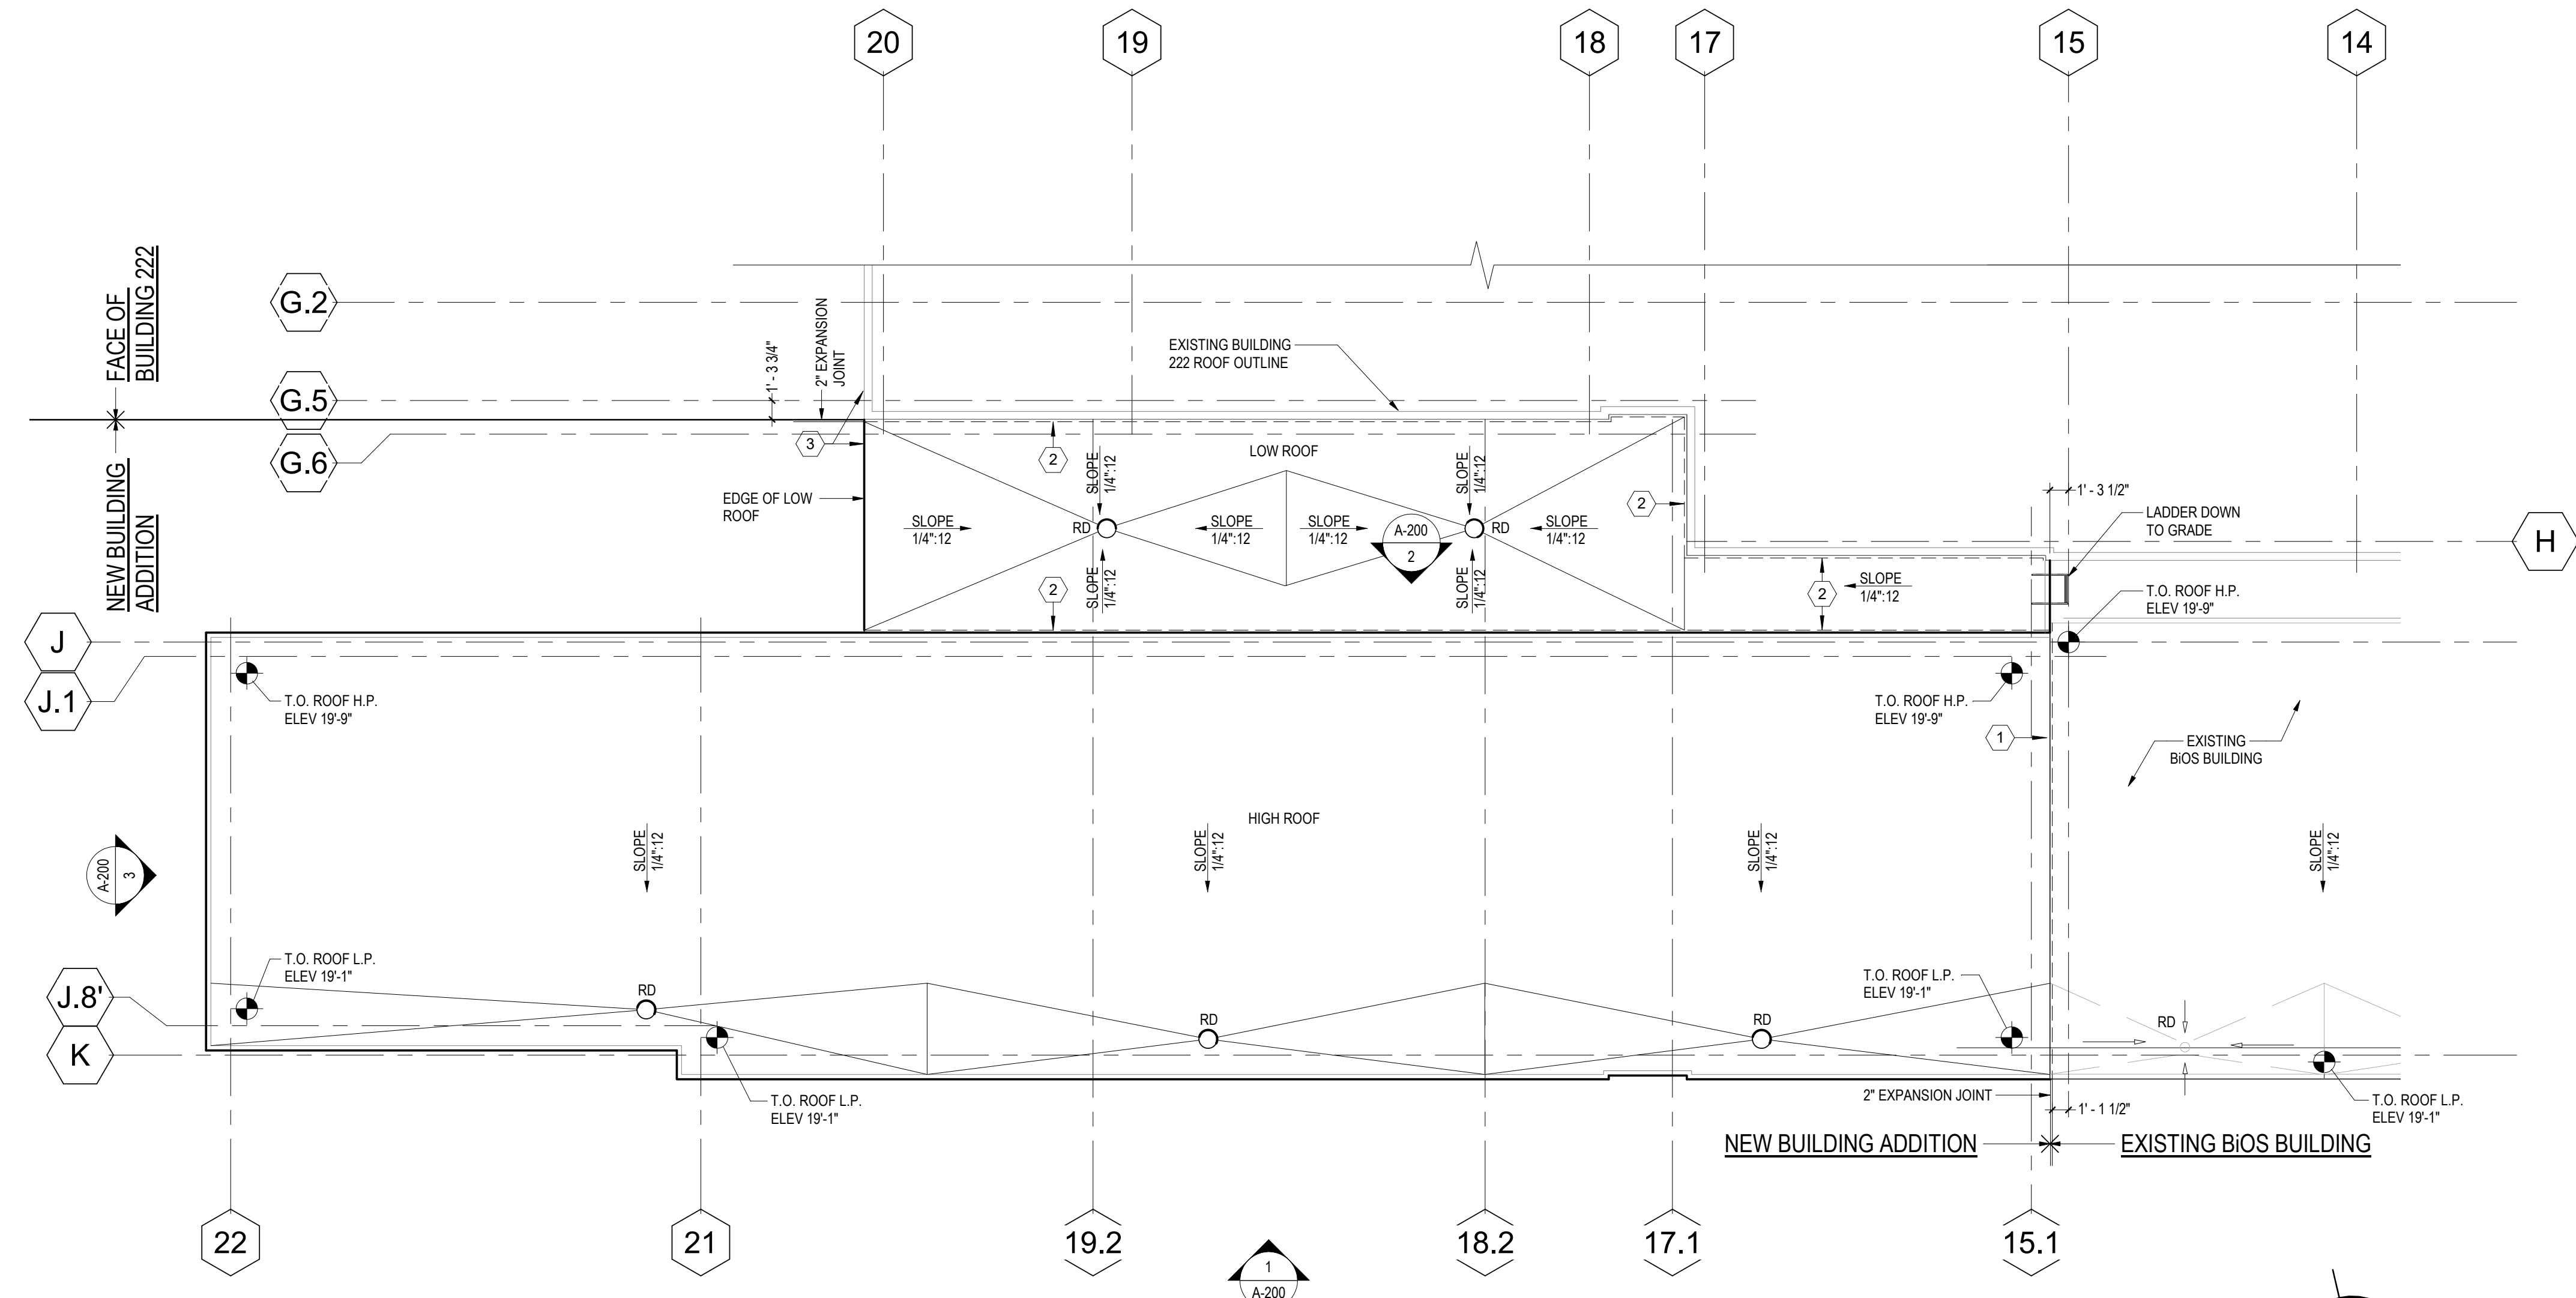 20
19
18
17
15
14
FACE OF
BUILDING 222
NEW BUILDING
ADDITION
G.2
G.5
G.6
1' - 3 3/4"
2" EXPANSION
JOINT
EXISTING BUILDING
222 ROOF OUTLINE
3
2
SLOPE
1/4":12
LOW ROOF
SLOPE
1/4":12
2
1' - 3 1/2"
EDGE OF LOW
ROOF
SLOPE
1/4":12
RD
SLOPE
1/4":12
SLOPE
1/4":12
A-200
2
RD
SLOPE
1/4":12
LADDER DOWN
TO GRADE
H
2
SLOPE
1/4":12
SLOPE
1/4":12
2
SLOPE
1/4":12
T.O. ROOF H.P.
ELEV 19'-9"
J
J.1
T.O. ROOF H.P.
ELEV 19'-9"
T.O. ROOF H.P.
ELEV 19'-9"
1
EXISTING
BiOS BUILDING
HIGH ROOF
A-200
3
SLOPE
1/4":12
SLOPE
1/4":12
SLOPE
1/4":12
SLOPE
1/4":12
J.8'
K
T.O. ROOF L.P.
ELEV 19'-1"
RD
RD
RD
T.O. ROOF L.P.
ELEV 19'-1"
RD
T.O. ROOF L.P.
ELEV 19'-1"
2" EXPANSION JOINT
1' - 1 1/2"
T.O. ROOF L.P.
ELEV 19'-1"
NEW BUILDING ADDITION
EXISTING BiOS BUILDING
22
21
19.2
18.2
17.1
15.1
1
A-200